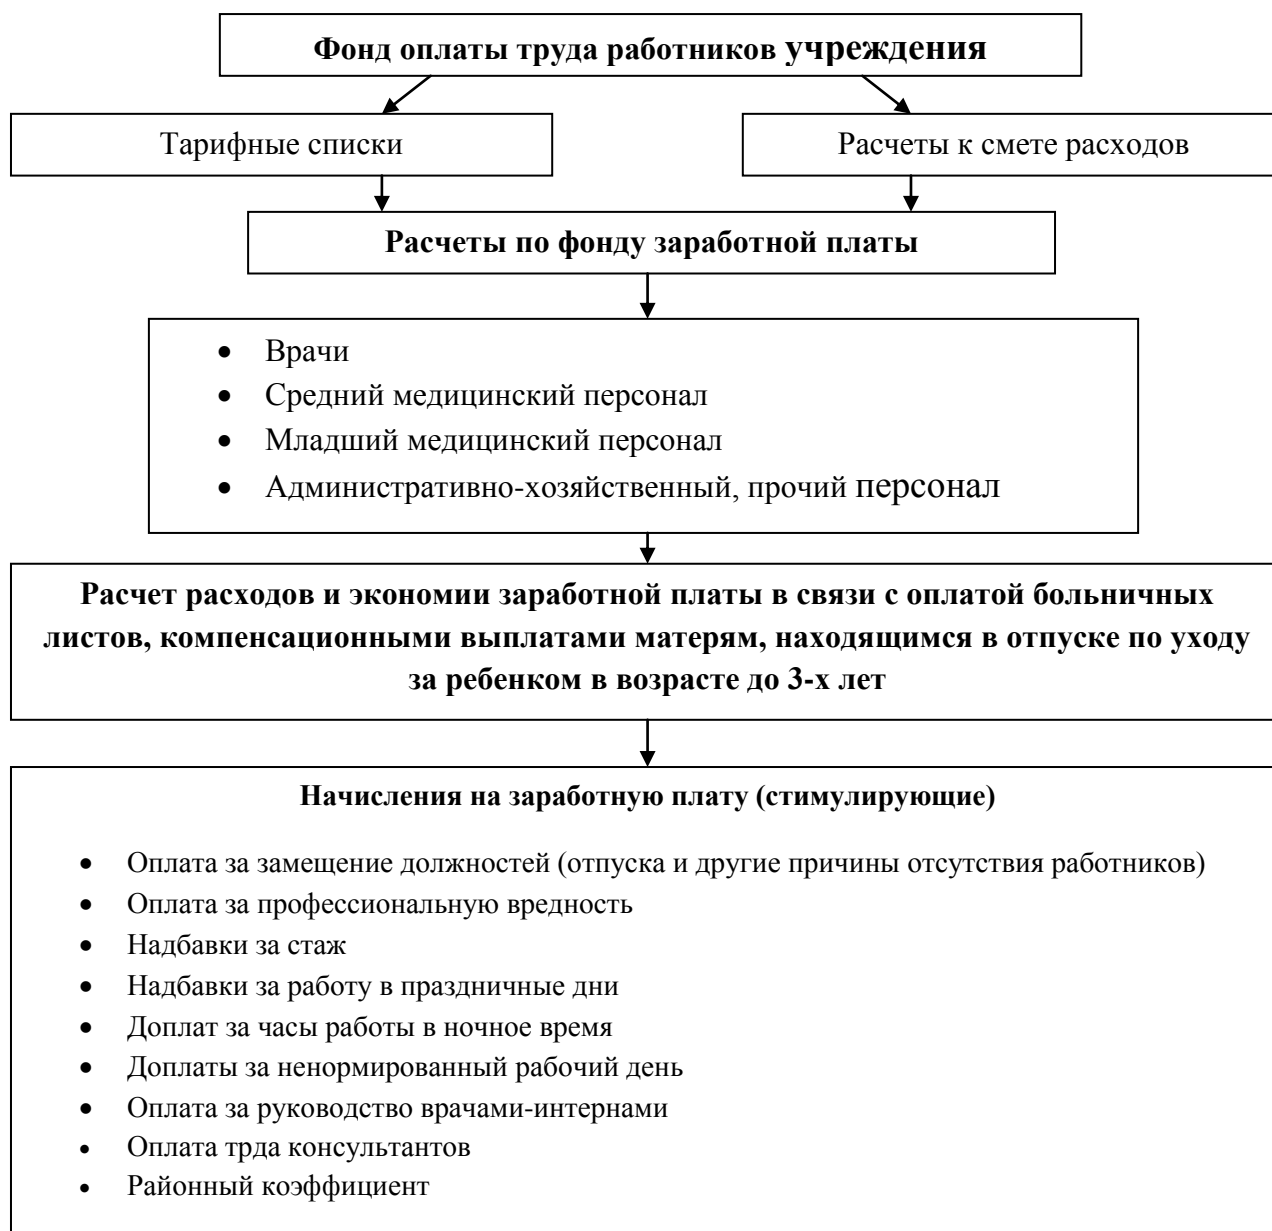 Фонд оплаты труда работников учреждения
Тарифные списки
Расчеты к смете расходов
Расчеты по фонду заработной платы
• Врачи
• Средний медицинский персонал
• Младший медицинский персонал
• Административно-хозяйственный, прочий персонал
Расчет расходов и экономии заработной платы в связи с оплатой больничных
листов, компенсационными выплатами матерям, находящимся в отпуске по уходу
за ребенком в возрасте до 3-х лет
Начисления на заработную плату (стимулирующие)
• Оплата за замещение должностей (отпуска и другие причины отсутствия работников)
• Оплата за профессиональную вредность
• Надбавки за стаж
• Надбавки за работу в праздничные дни
• Доплат за часы работы в ночное время
• Доплаты за ненормированный рабочий день
• Оплата за руководство врачами-интернами
• Оплата трда консультантов
• Районный коэффициент